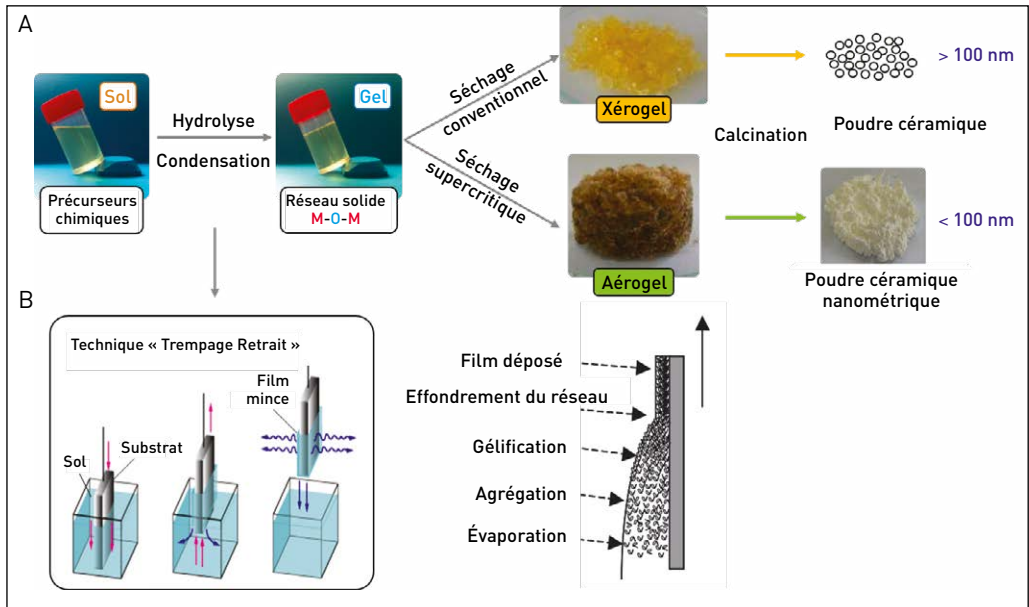 A
Sol
Hydrolyse
Condensation
Gel
Précurseurs
chimiques
Réseau solide
M-O-M
Séchage
conventionnel
Séchage
supercritique
Xérogel
Calcination
> 100 nm
Poudre céramique
Aérogel
< 100 nm
Poudre céramique
nanométrique
B
Technique « Trempage Retrait »
Film
mince
Substrat
Sol
Film déposé
Effondrement du réseau
Gélification
Agrégation
Évaporation